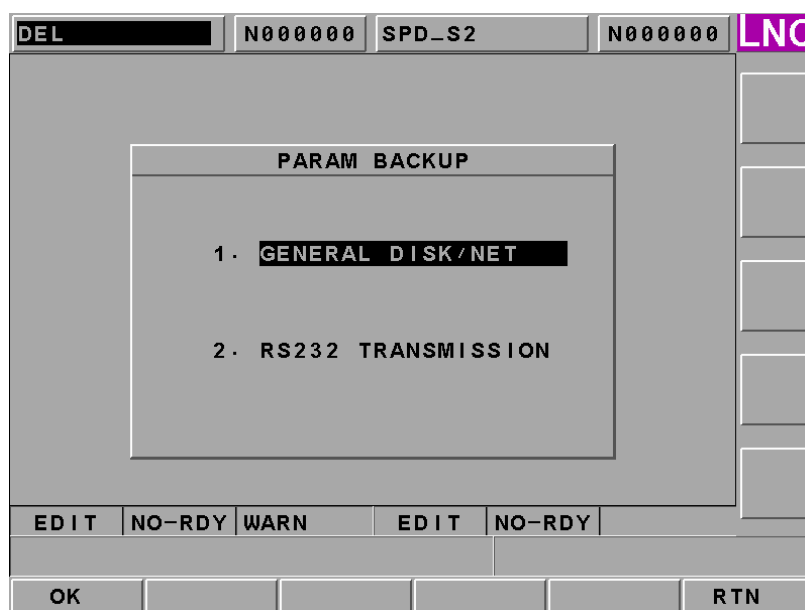 DEL N000000 SPD_S2 N000000 LNC
PARAM BACKUP
1. GENERAL DISK/NET
2. RS232 TRANSMISSION
EDIT NO-RDY WARN EDIT NO-RDY
OK RTN